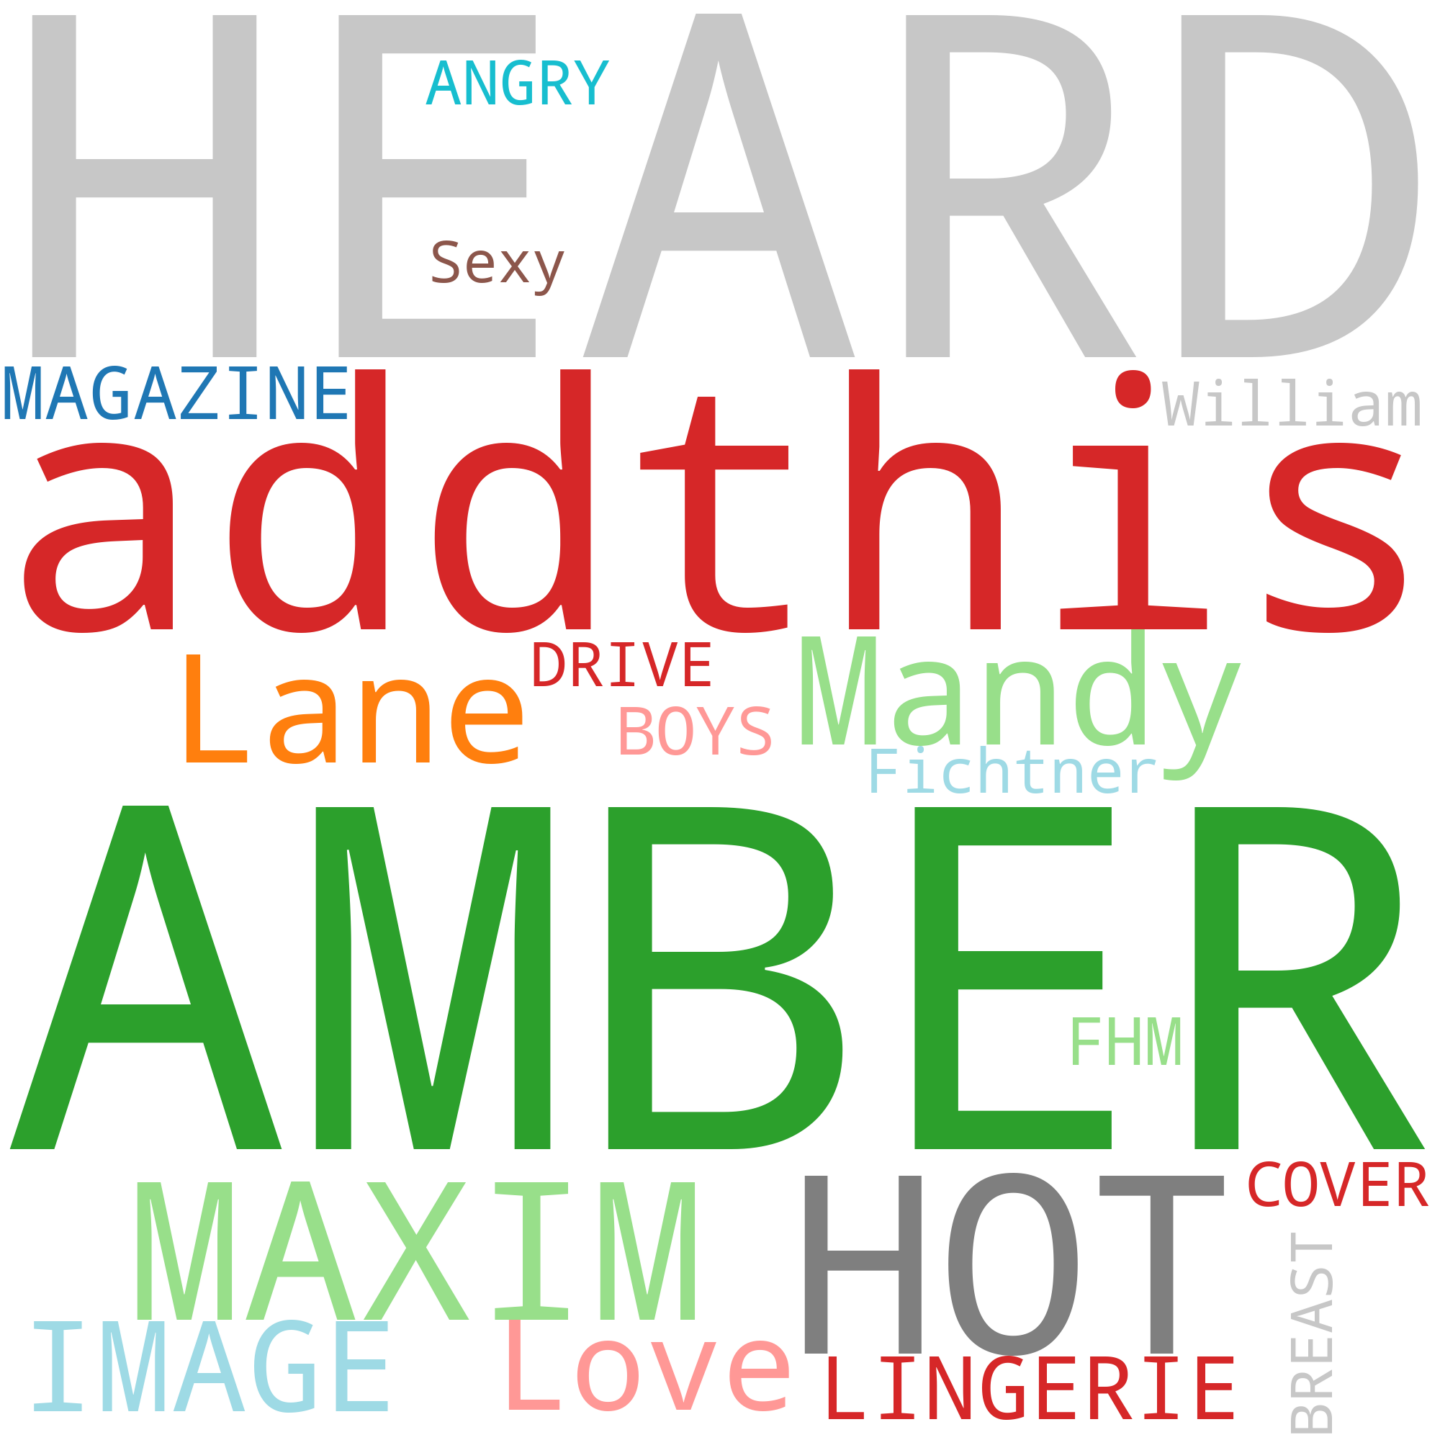 HEARD
ANGRY
Sexy
MAGAZINE
William
addthis
Lane
DRIVE
Mandy
BOYS
Fichtner
AMBER
FHM
MAXIM
HOT
COVER
BREAST
IMAGE
Love
LINGERIE